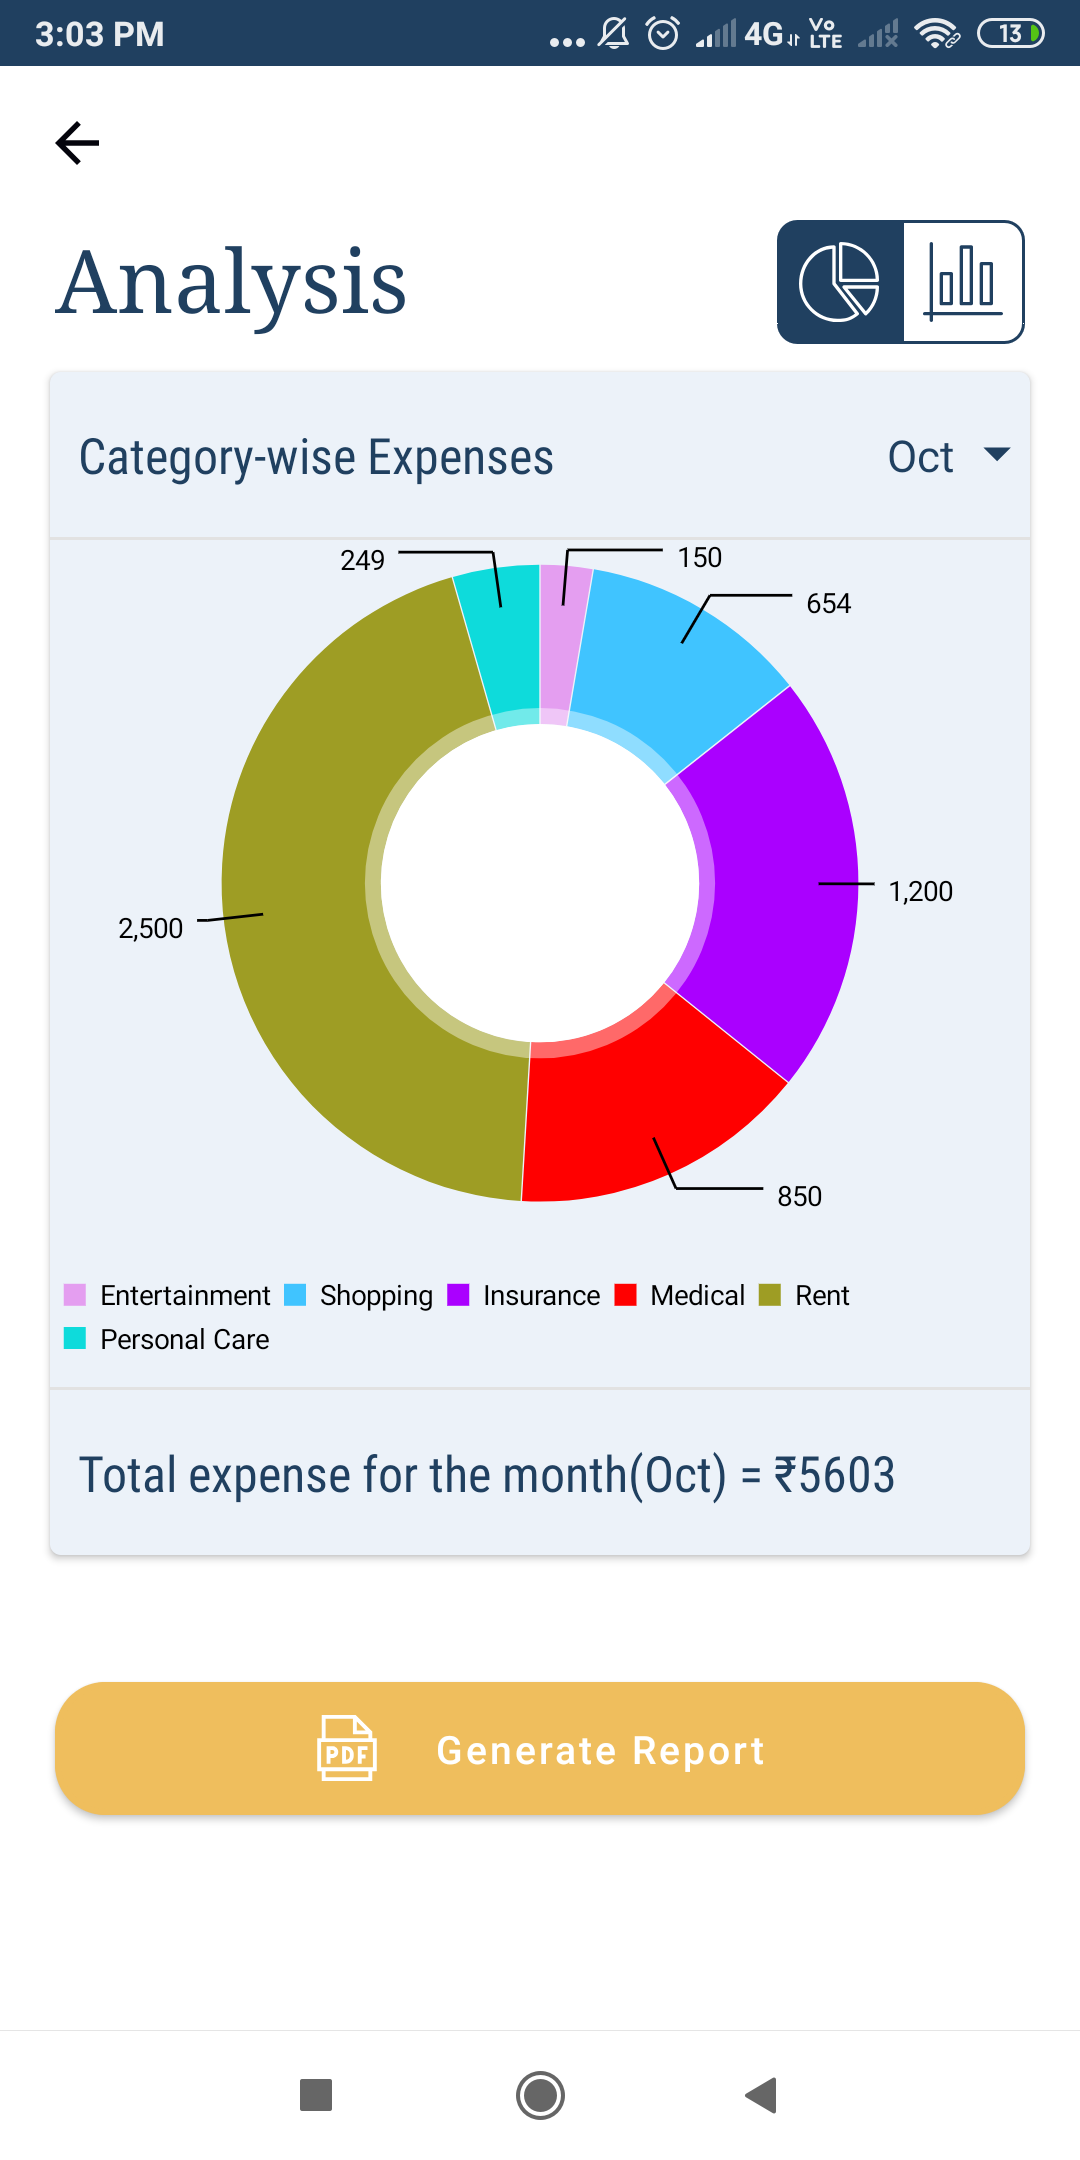 3:03 PM 4G Vo LTE 13
Analysis
Category-wise Expenses Oct
249 150
654
1,200
2,500
850
Entertainment Shopping Insurance Medical Rent
Personal Care
Total expense for the month(Oct) = ₹5603
PDF Generate Report